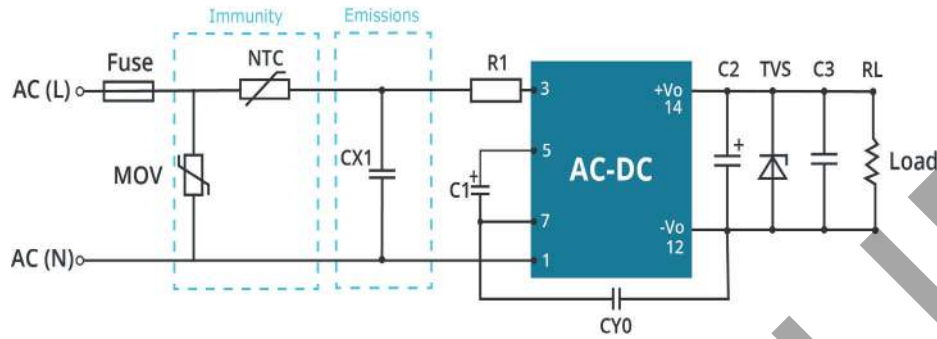 Immunity
Emissions
Fuse
NTC
R1
C2
TVS
C3
RL
AC (L)
3
+Vo
14
MOV
CX1
5
C1
+
AC-DC
+
Load
7
-Vo
12
AC (N)
1
CY0